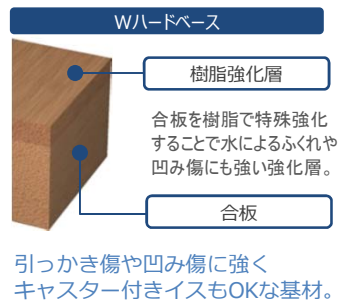 Wハードベース
樹脂強化層
合板を樹脂で特殊強化
することで水によるふくれや
凹み傷にも強い強化層。
合板
引っかき傷や凹み傷に強く
キャスター付きイスもOKな基材。